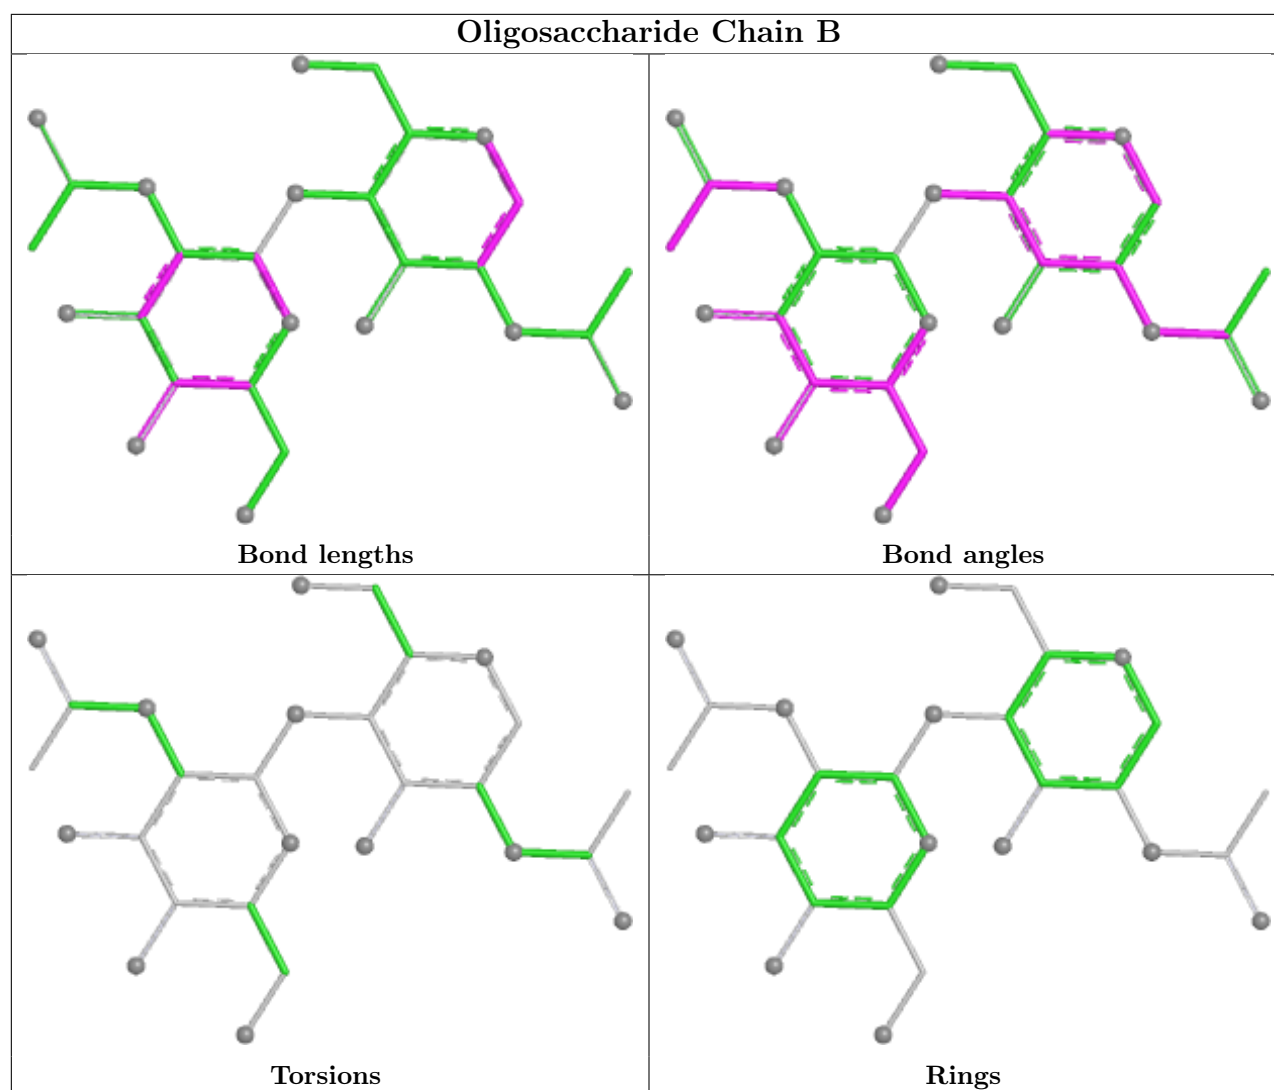 Oligosaccharide Chain B
Bond lengths
Bond angles
Torsions
Rings